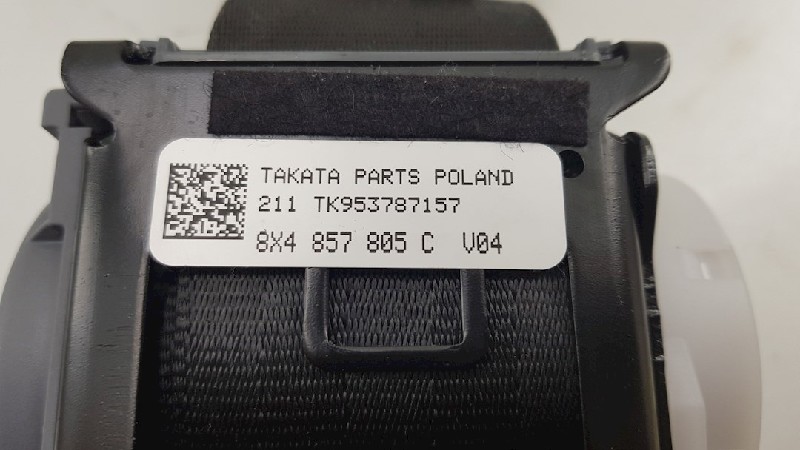 TAKATA PARTS POLAND
211 TK953787157
8X4 857 805 C V04